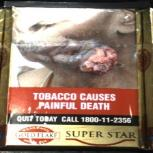 TOBACCO CAUSES
PAINFUL DEATH
QUIT TODAY CALL 1800-11-2356
GOLD FLAKE
SUPER STAR